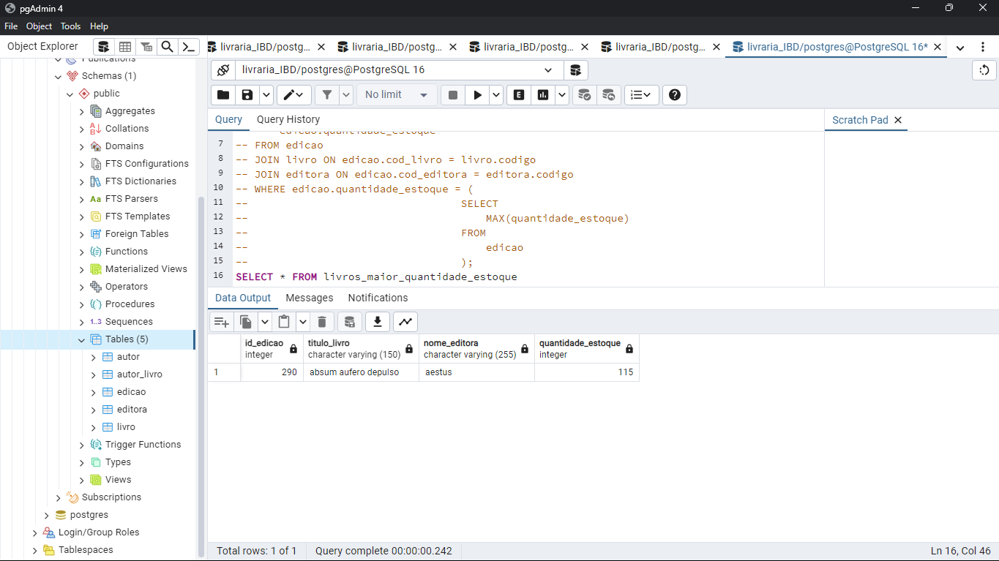 pgAdmin 4
File Object Tools Help
Object Explorer
livraria_IBD/postg... livraria_IBD/postg... livraria_IBD/postg... livraria_IBD/postg... livraria_IBD/postgres@PostgreSQL 16*
Publications
Schemas (1)
public
Aggregates
Collations
Domains
FTS Configurations
FTS Dictionaries
FTS Parsers
FTS Templates
Foreign Tables
Functions
Materialized Views
Operators
Procedures
1..3 Sequences
Tables (5)
autor
autor_livro
edicao
editora
livro
Trigger Functions
Types
Views
Subscriptions
postgres
Login/Group Roles
Tablespaces
livraria_IBD/postgres@PostgreSQL 16
No limit
Query Query History
Scratch Pad
edicao.quantidade_estoque
7 -- FROM edicao
8 -- JOIN livro ON edicao.cod_livro = livro.codigo
9 -- JOIN editora ON edicao.cod_editora = editora.codigo
10 -- WHERE edicao.quantidade_estoque = (
11 -- SELECT
12 -- MAX(quantidade_estoque)
13 -- FROM
14 -- edicao
15 -- );
16 SELECT * FROM livros_maior_quantidade_estoque
Data Output Messages Notifications
id_edicao titulo_livro nome_editora quantidade_estoque
integer character varying (150) character varying (255) integer
1 290 absum aufero depulso aestus 115
Total rows: 1 of 1 Query complete 00:00:00.242 Ln 16, Col 46